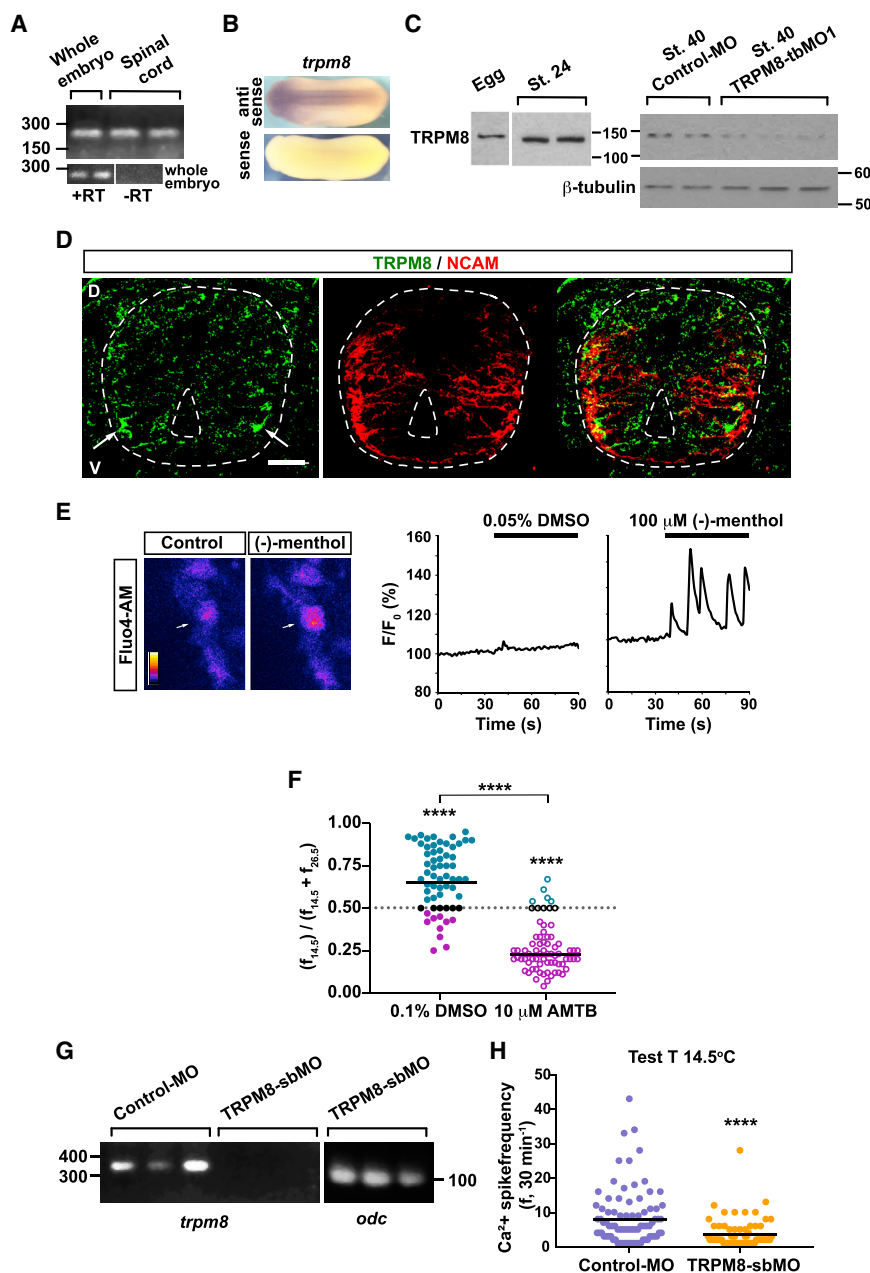 A
Whole
embryo
Spinal
cord
300
150
300
whole
embryo
+RT
-RT
B
trpm8
anti
sense
sense
C
Egg
St. 24
St. 40
Control-MO
St. 40
TRPM8-tbMO1
TRPM8
150
100
β-tubulin
60
50
D
TRPM8 / NCAM
D
V
E
Control
(-)-menthol
Fluo4-AM
0.05% DMSO
100 μM (-)-menthol
F/F0 (%)
160
140
120
100
80
0
30
60
90
Time (s)
0
30
60
90
Time (s)
F
****
****
****
(f14.5) / (f14.5 + f26.5)
1.00
0.75
0.50
0.25
0.00
0.1% DMSO
10 μM AMTB
G
Control-MO
TRPM8-sbMO
TRPM8-sbMO
400
300
100
trpm8
odc
H
Test T 14.5°C
Ca²+ spikefrequency
(f, 30 min-1)
50
40
30
20
10
0
****
Control-MO
TRPM8-sbMO